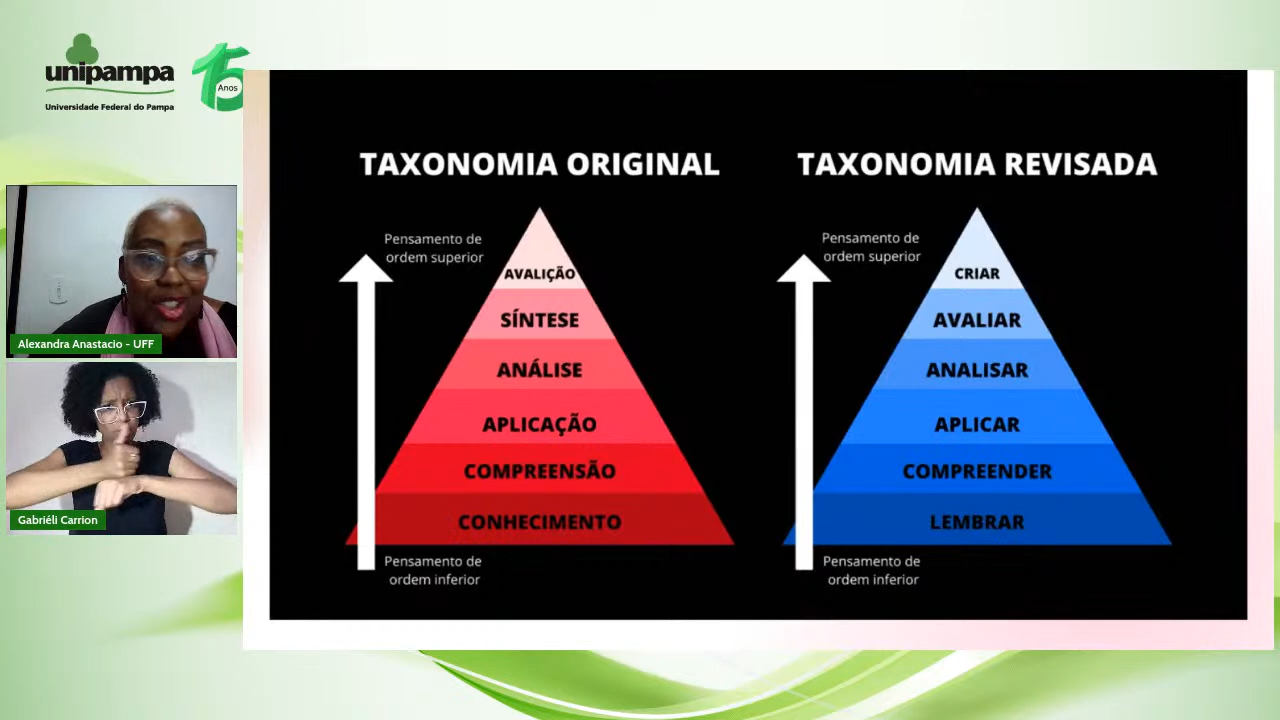 unipampa
Universidade Federal do Pampa
15
Anos
Alexandra Anastacio - UFF
Gabriéli Carrion
TAXONOMIA ORIGINAL
Pensamento de
ordem superior
AVALIÇÃO
SÍNTESE
ANÁLISE
APLICAÇÃO
COMPREENSÃO
CONHECIMENTO
Pensamento de
ordem inferior
TAXONOMIA REVISADA
Pensamento de
ordem superior
CRIAR
AVALIAR
ANALISAR
APLICAR
COMPREENDER
LEMBRAR
Pensamento de
ordem inferior